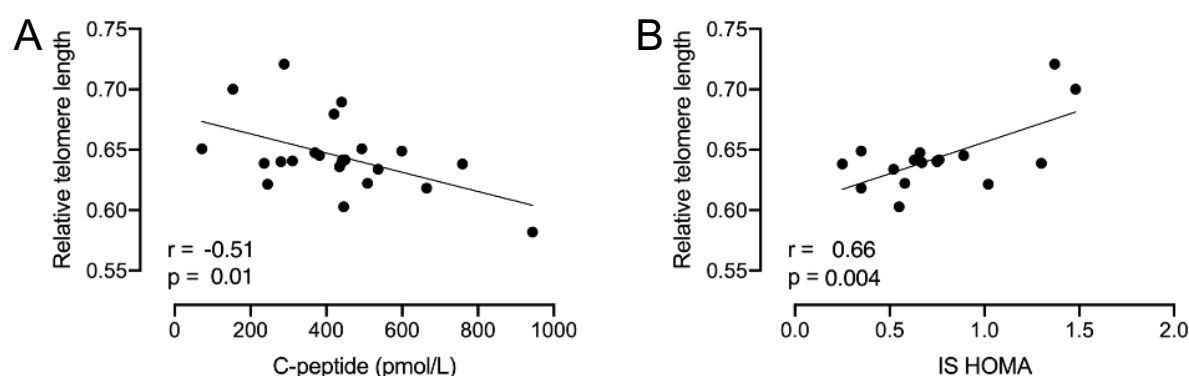 A
Relative telomere length
0.75
0.70
0.65
0.60
0.55
r = -0.51
p = 0.01
0 200 400 600 800 1000
C-peptide (pmol/L)
B
Relative telomere length
0.75
0.70
0.65
0.60
0.55
r = 0.66
p = 0.004
0.0 0.5 1.0 1.5 2.0
IS HOMA